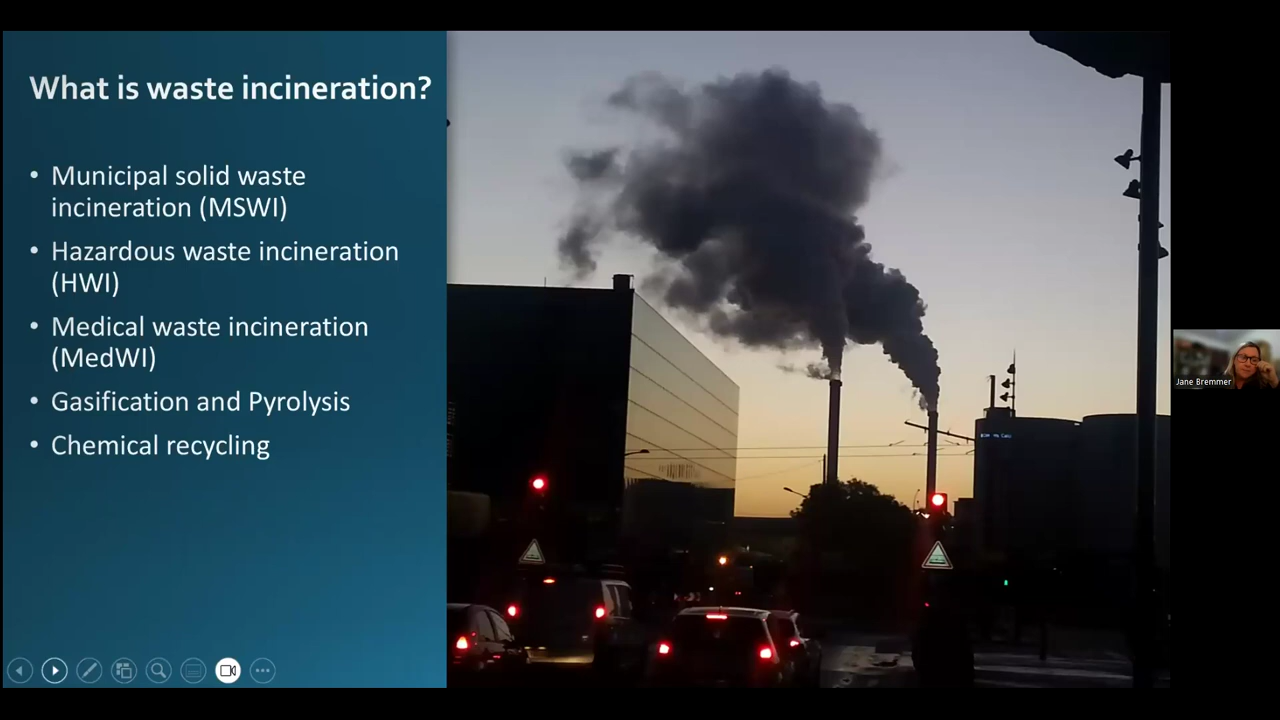 What is waste incineration?
• Municipal solid waste
incineration (MSWI)
• Hazardous waste incineration
(HWI)
• Medical waste incineration
(MedWI)
• Gasification and Pyrolysis
• Chemical recycling
Jane Bremmer